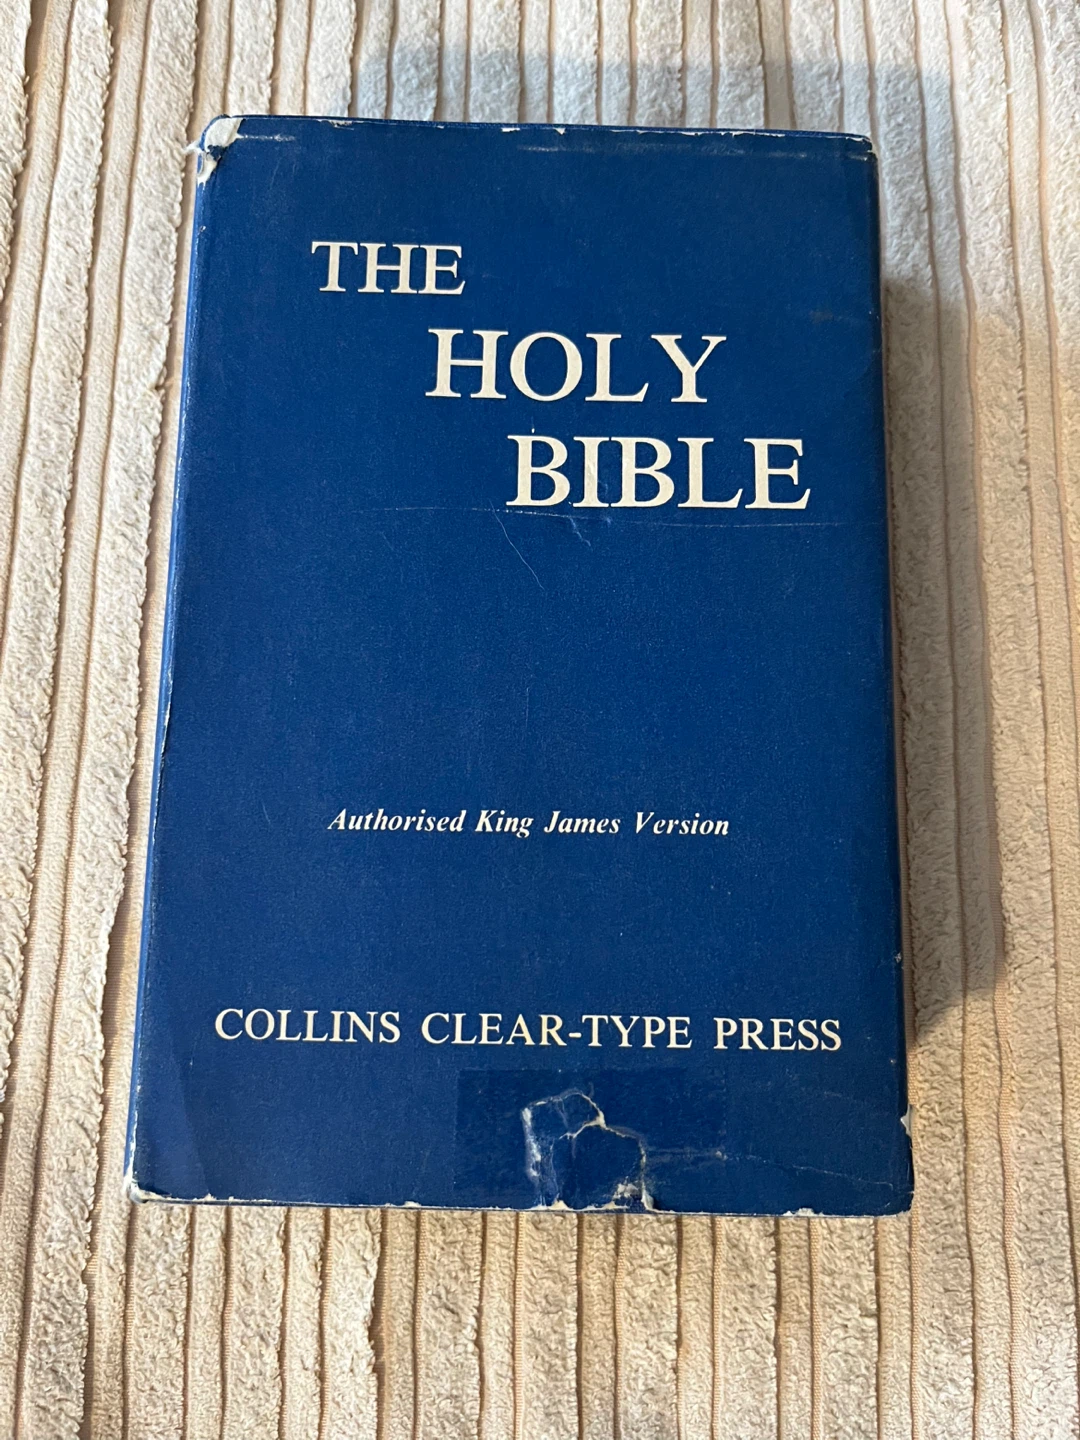 THE
HOLY
BIBLE
Authorised King James Version
COLLINS CLEAR-TYPE PRESS